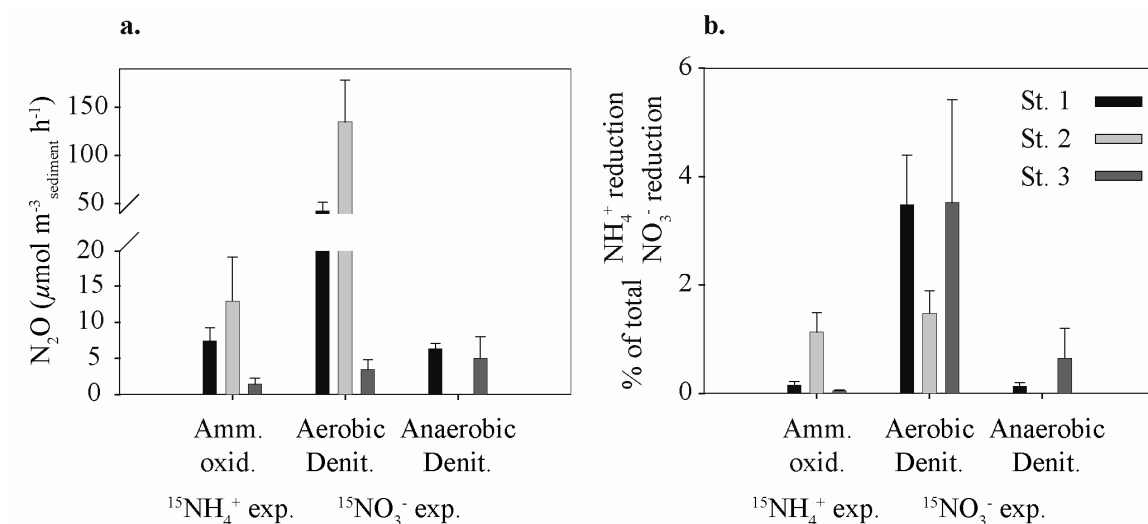 a.
N₂O (μmol m⁻³ sediment h⁻¹)
150
100
50
20
15
10
5
0
Amm. oxid.
Aerobic Denit.
Anaerobic Denit.
¹⁵NH₄⁺ exp.
¹⁵NO₃⁻ exp.
b.
% of total
NH₄⁺ reduction
NO₃⁻ reduction
6
4
2
0
St. 1
St. 2
St. 3
Amm. oxid.
Aerobic Denit.
Anaerobic Denit.
¹⁵NH₄⁺ exp.
¹⁵NO₃⁻ exp.